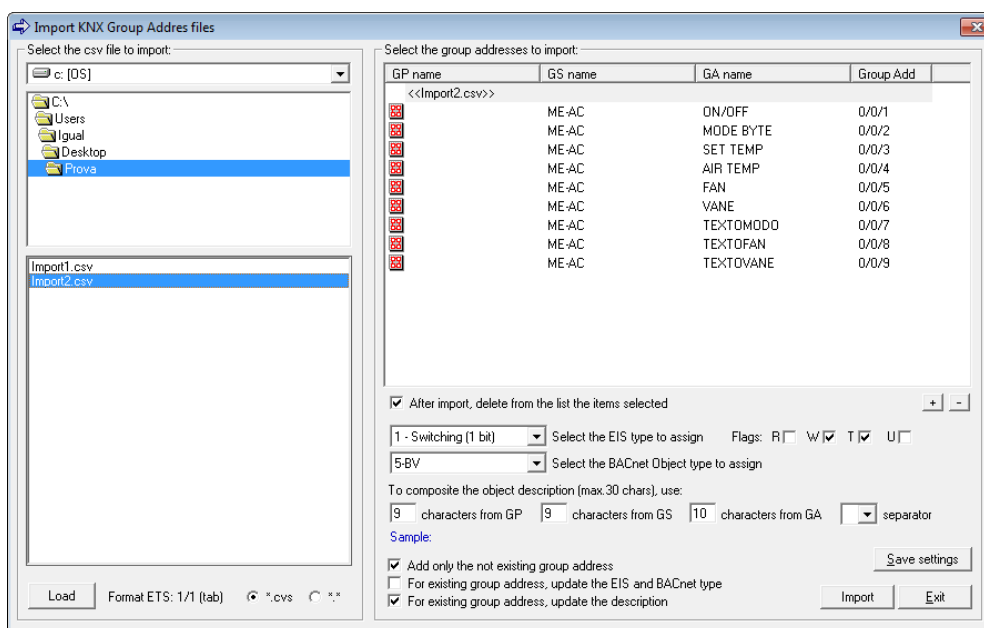 Import KNX Group Addres files
Select the csv file to import:
c: [OS]
C:\
Users
Igual
Desktop
Prova
Import1.csv
Import2.csv
Load Format ETS: 1/1 (tab) *.cvs *.*
Select the group addresses to import:
GP name GS name GA name Group Add
<<Import2.csv>>
ME-AC ON/OFF 0/0/1
ME-AC MODE BYTE 0/0/2
ME-AC SET TEMP 0/0/3
ME-AC AIR TEMP 0/0/4
ME-AC FAN 0/0/5
ME-AC VANE 0/0/6
ME-AC TEXTOMODO 0/0/7
ME-AC TEXTOFAN 0/0/8
ME-AC TEXTOVANE 0/0/9
After import, delete from the list the items selected + -
1 - Switching (1 bit) Select the EIS type to assign Flags: R W T U
5-BV Select the BACnet Object type to assign
To composite the object description (max.30 chars), use:
9 characters from GP 9 characters from GS 10 characters from GA separator
Sample:
Add only the not existing group address
For existing group address, update the EIS and BACnet type
For existing group address, update the description
Save settings
Import Exit